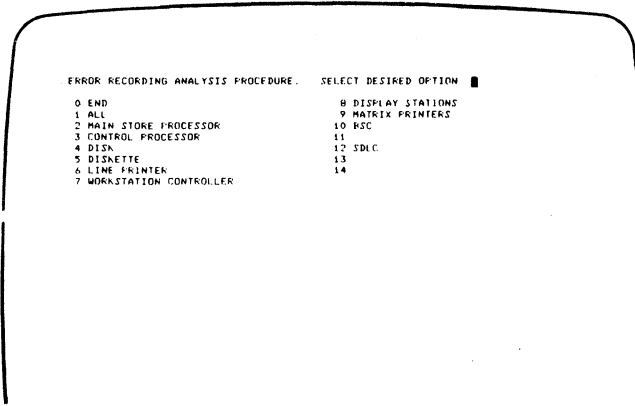 ERROR RECORDING ANALYSIS PROCEDURE. SELECT DESIRED OPTION
0 END
1 ALL
2 MAIN STORE PROCESSOR
3 CONTROL PROCESSOR
4 DISK
5 DISKETTE
6 LINE PRINTER
7 WORKSTATION CONTROLLER
8 DISPLAY STATIONS
9 MATRIX PRINTERS
10 BSC
11
12 SDLC
13
14